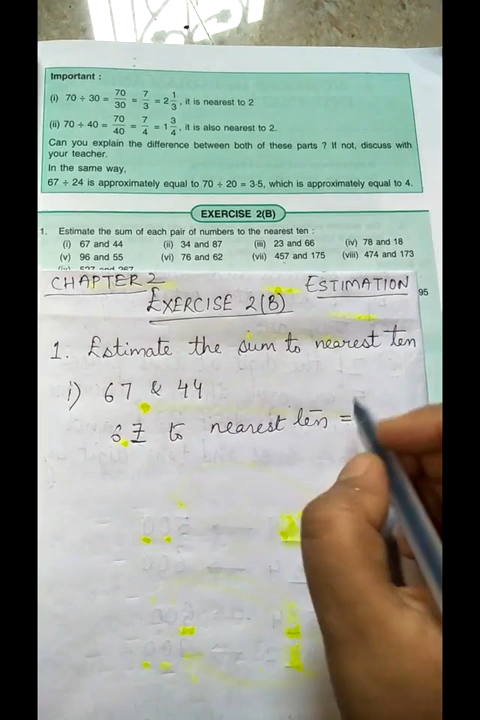 Important :
(i) 70 ÷ 30 = 70/30 = 7/3 = 2 1/3, it is nearest to 2
(ii) 70 ÷ 40 = 70/40 = 7/4 = 1 3/4, it is also nearest to 2.
Can you explain the difference between both of these parts ? If not, discuss with
your teacher.
In the same way,
67 ÷ 24 is approximately equal to 70 ÷ 20 = 3·5, which is approximately equal to 4.
EXERCISE 2(B)
1. Estimate the sum of each pair of numbers to the nearest ten :
(i) 67 and 44 (ii) 34 and 87 (iii) 23 and 66 (iv) 78 and 18
(v) 96 and 55 (vi) 76 and 62 (vii) 457 and 175 (viii) 474 and 173
(ix) 527 and 267
95
CHAPTER 2 ESTIMATION
EXERCISE 2(B)
1. Estimate the sum to nearest ten
i) 67 & 44
67 to nearest ten =